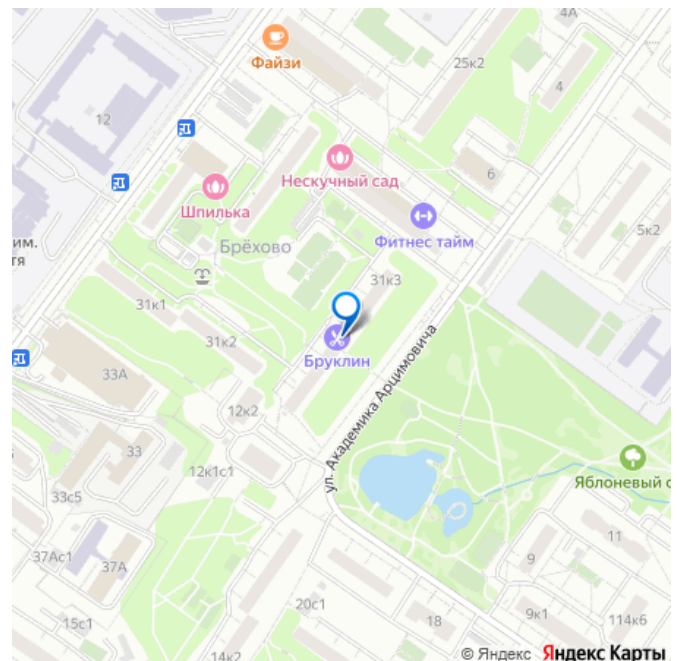 4А
Файзи
25к2
4
12
Нескучный сад
6
Шпилька
Фитнес тайм
5к2
им.
тя
Брёхово
31к3
31к1
31к2
Бруклин
ул. Академика Арцимовича
33А
12к2
33
12к1с1
Яблоневый с
33с5
11
37Ас1
37А
9
20с1
15с1
18
9к1
114к6
14к2
© Яндекс Яндекс Карты